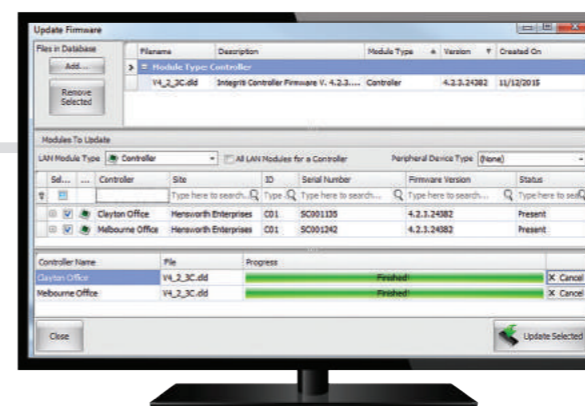 Update Firmware
Files in Database
Add...
Remove Selected
Filename Description Module Type Version Created On
Module Type: Controller
V4_2_3C.dld Integriti Controller Firmware V. 4.2.3.... Controller 4.2.3.24382 11/12/2015
Modules To Update
LAN Module Type Controller All LAN Modules for a Controller Peripheral Device Type (None)
Sel... ... Controller Site ID Serial Number Firmware Version Status
Type here to search... Type Type here to search... Type here to search... Type here to
Clayton Office Hensworth Enterprises C01 SC001135 4.2.3.24382 Present
Melbourne Office Hensworth Enterprises C01 SC001242 4.2.3.24382 Present
Controller Name File Progress
Clayton Office V4_2_3C.dld Finished! X Cancel
Melbourne Office V4_2_3C.dld Finished! X Cancel
Close
Update Selected